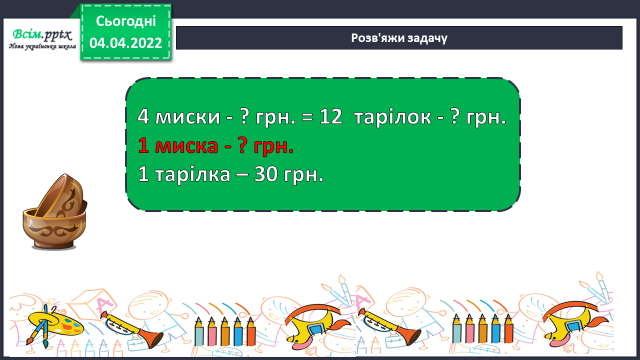 Всім.pptx
Нова українська школа
Сьогодні
04.04.2022
Розв'яжи задачу
4 миски - ? грн. = 12 тарілок - ? грн.
1 миска - ? грн.
1 тарілка – 30 грн.